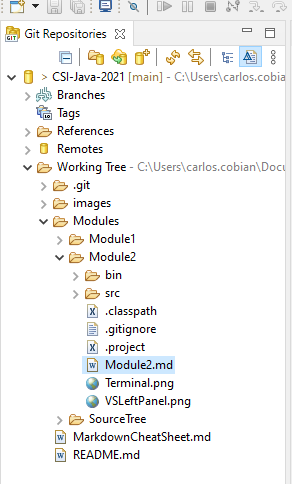 Git Repositories
> CSI-Java-2021 [main] - C:\Users\carlos.cobia
Branches
Tags
References
Remotes
Working Tree - C:\Users\carlos.cobian\Docu
.git
images
Modules
Module1
Module2
bin
src
.classpath
.gitignore
.project
Module2.md
Terminal.png
VSLeftPanel.png
SourceTree
MarkdownCheatSheet.md
README.md